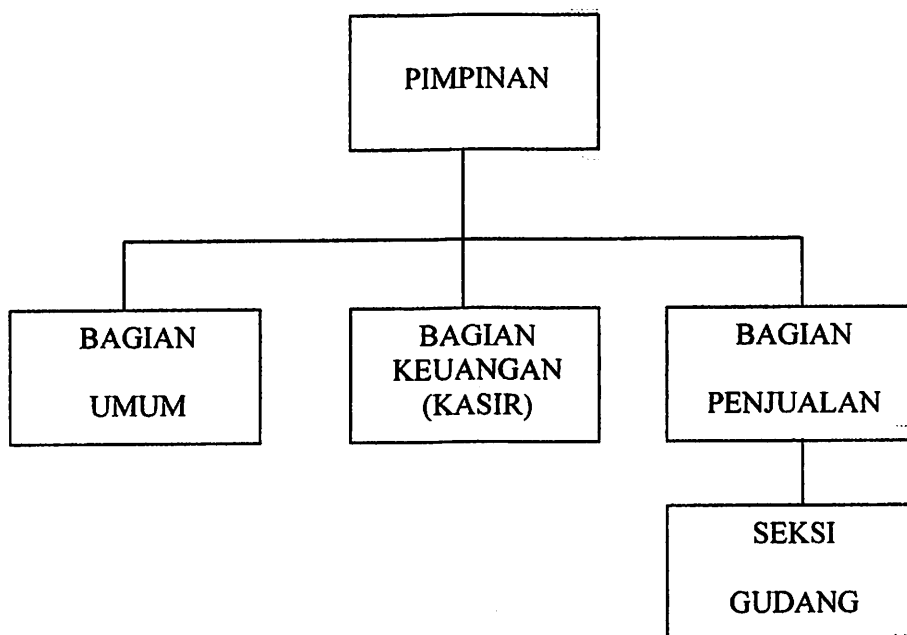 PIMPINAN
BAGIAN
UMUM
BAGIAN
KEUANGAN
(KASIR)
BAGIAN
PENJUALAN
SEKSI
GUDANG